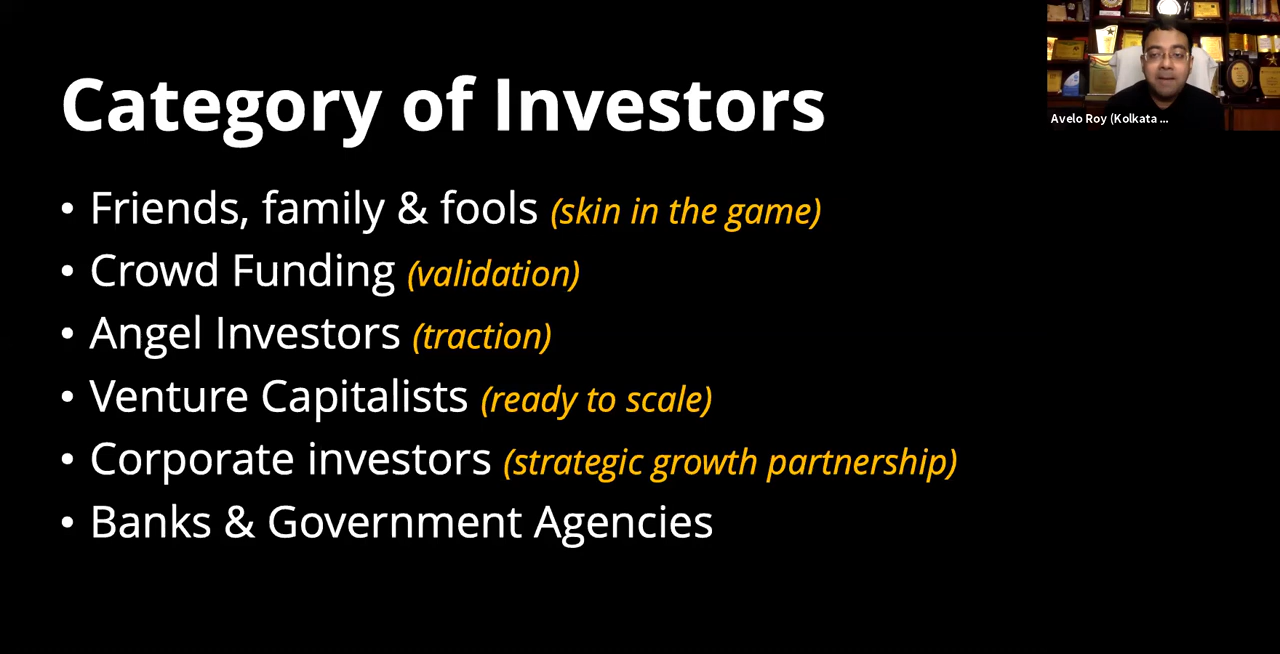 Category of Investors
• Friends, family & fools (skin in the game)
• Crowd Funding (validation)
• Angel Investors (traction)
• Venture Capitalists (ready to scale)
• Corporate investors (strategic growth partnership)
• Banks & Government Agencies
Avelo Roy (Kolkata ...